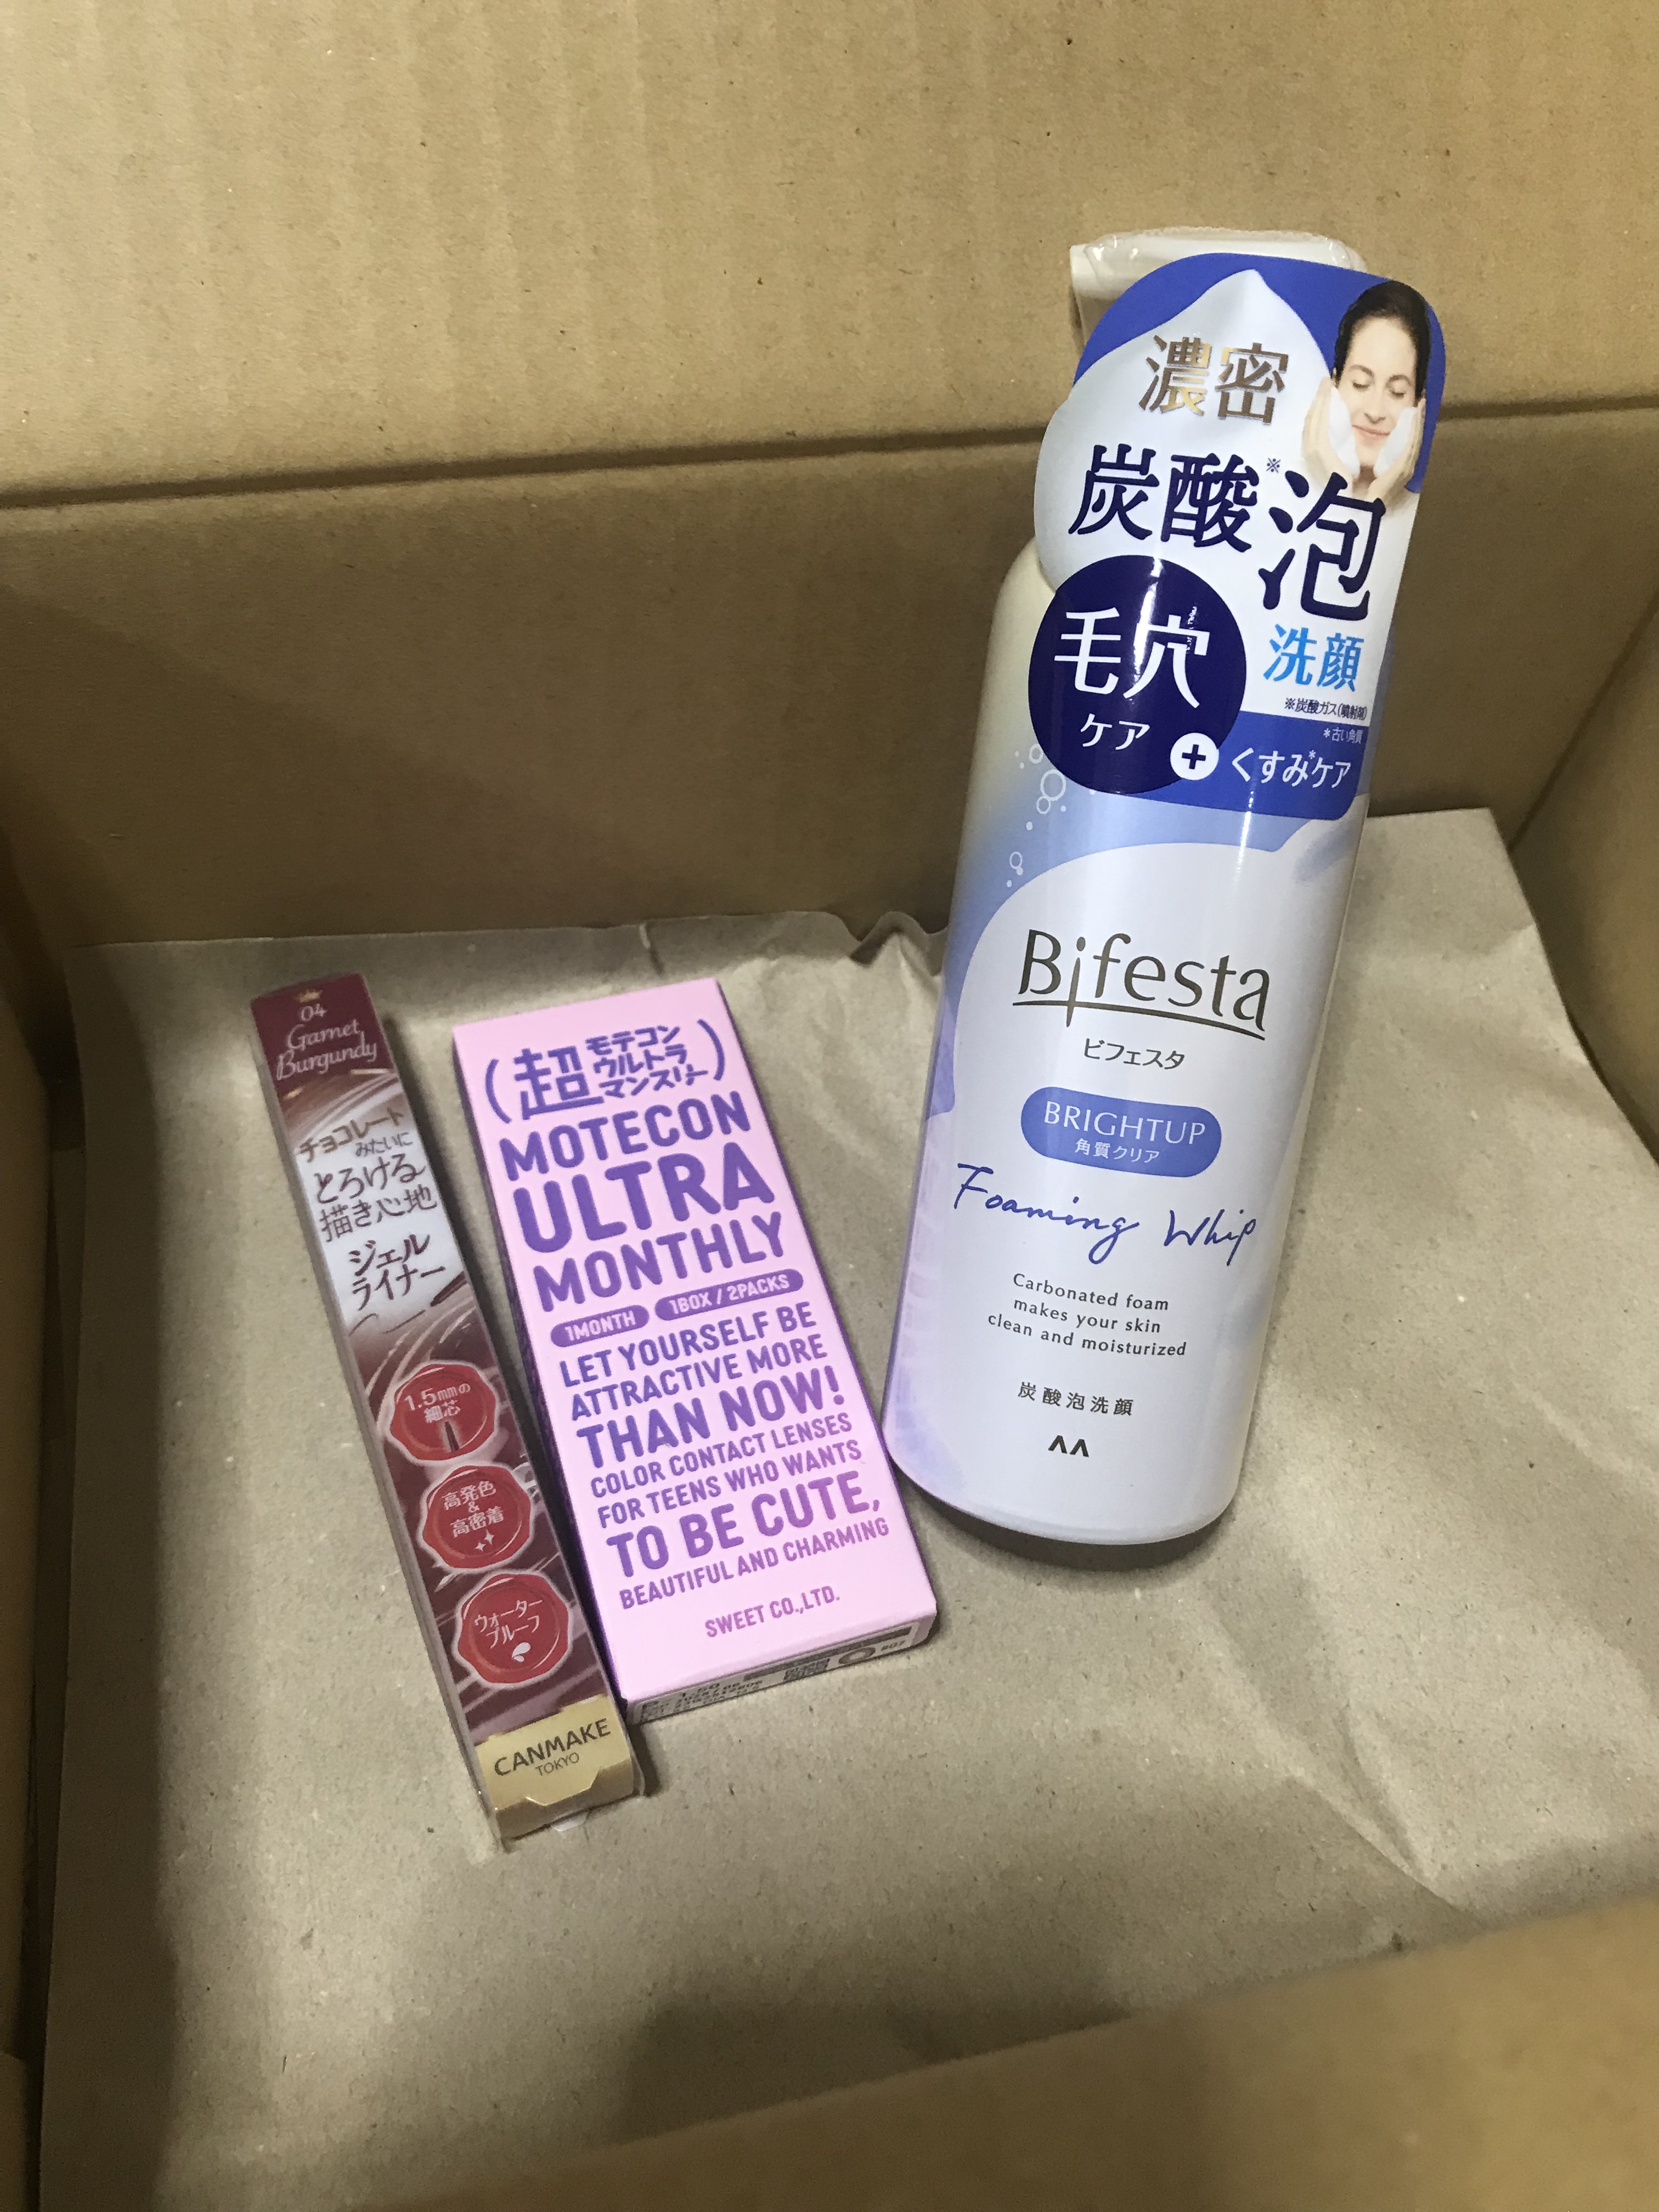 04
Garnet
Burgundy
チョコレート
みたいに
とろける
描き心地
ジェル
ライナー
1.5mmの
細芯
高発色
&
高密着
ウォーター
プルーフ
CANMAKE
TOKYO
(超 モテコン
ウルトラ
マンスリー)
MOTECON
ULTRA
MONTHLY
1MONTH 1BOX / 2PACKS
LET YOURSELF BE
ATTRACTIVE MORE
THAN NOW!
COLOR CONTACT LENSES
FOR TEENS WHO WANTS
TO BE CUTE,
BEAUTIFUL AND CHARMING
SWEET CO.,LTD.
濃密
炭酸※泡
洗顔
※炭酸ガス(噴射剤)
*古い角質
毛穴
ケア
+ くすみ*ケア
Bifesta
ビフェスタ
BRIGHTUP
角質クリア
Foaming Whip
Carbonated foam
makes your skin
clean and moisturized
炭酸泡洗顔